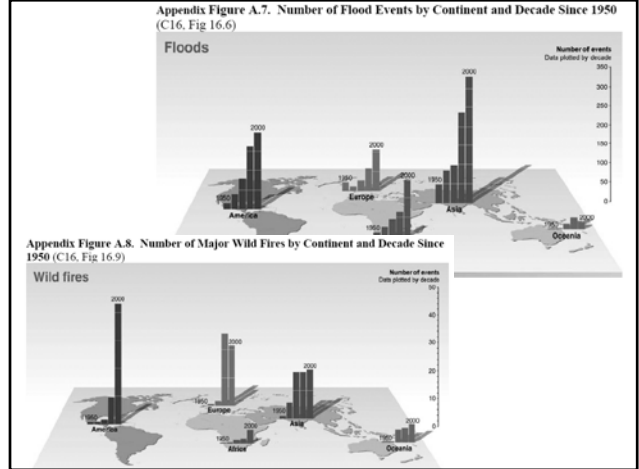 Appendix Figure A.7. Number of Flood Events by Continent and Decade Since 1950
(C16, Fig 16.6)
Floods
Number of events
Data plotted by decade
350
300
250
200
150
100
50
0
2000
1950
America
2000
1950
Europe
2000
1950
2000
1950
Asia
1950
2000
Oceania
Appendix Figure A.8. Number of Major Wild Fires by Continent and Decade Since
1950 (C16, Fig 16.9)
Wild fires
Number of events
Data plotted by decade
50
40
30
20
10
0
2000
1950
America
1950
Europe
2000
1950
Africa
2000
1950
Asia
2000
1950
Oceania